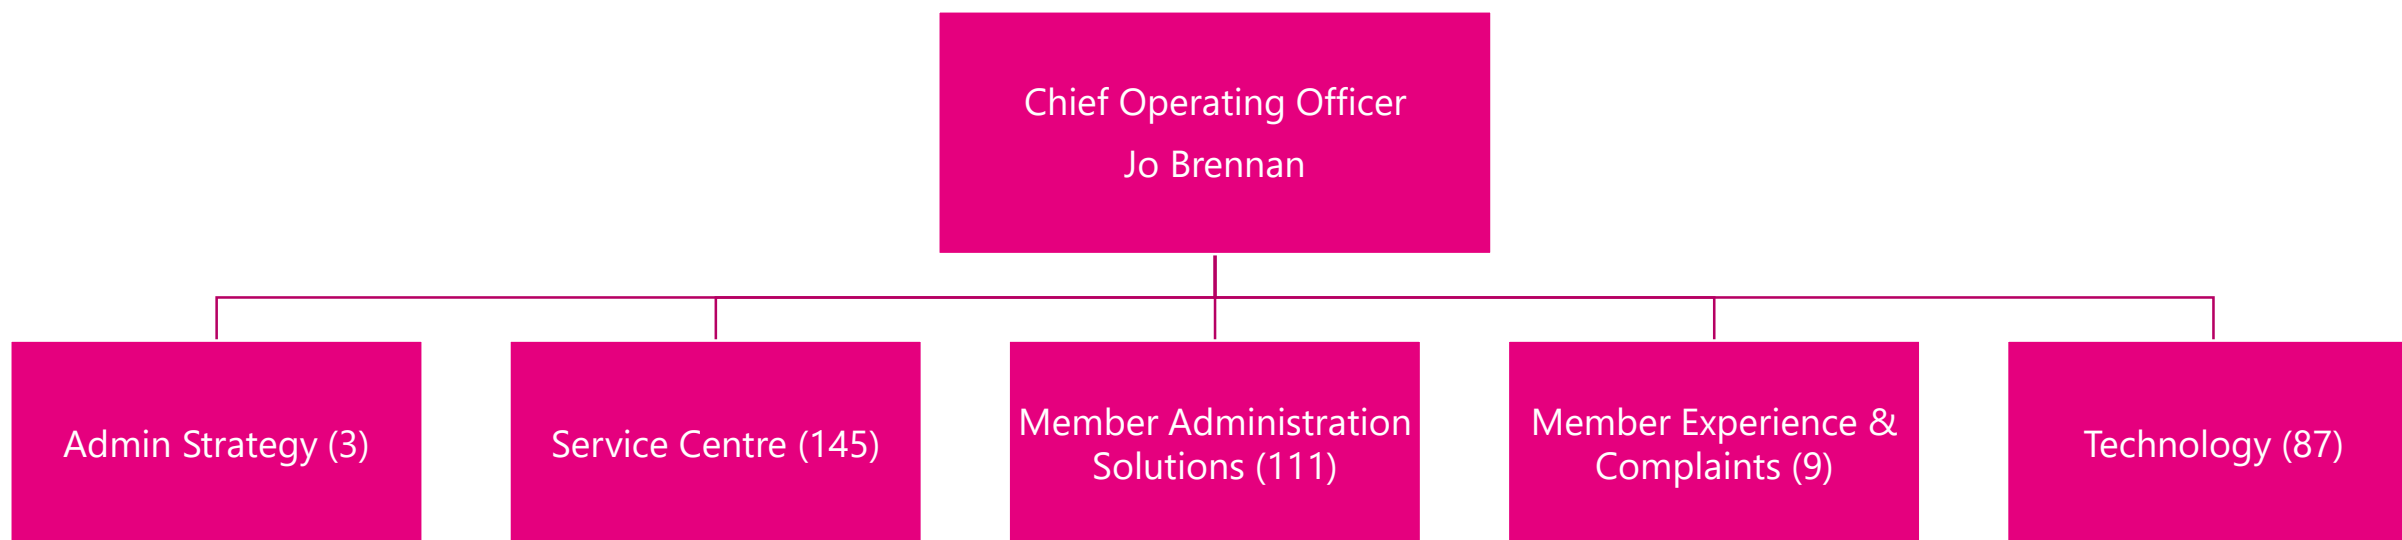 Chief Operating Officer
Jo Brennan
Admin Strategy (3)
Service Centre (145)
Member Administration
Solutions (111)
Member Experience &
Complaints (9)
Technology (87)